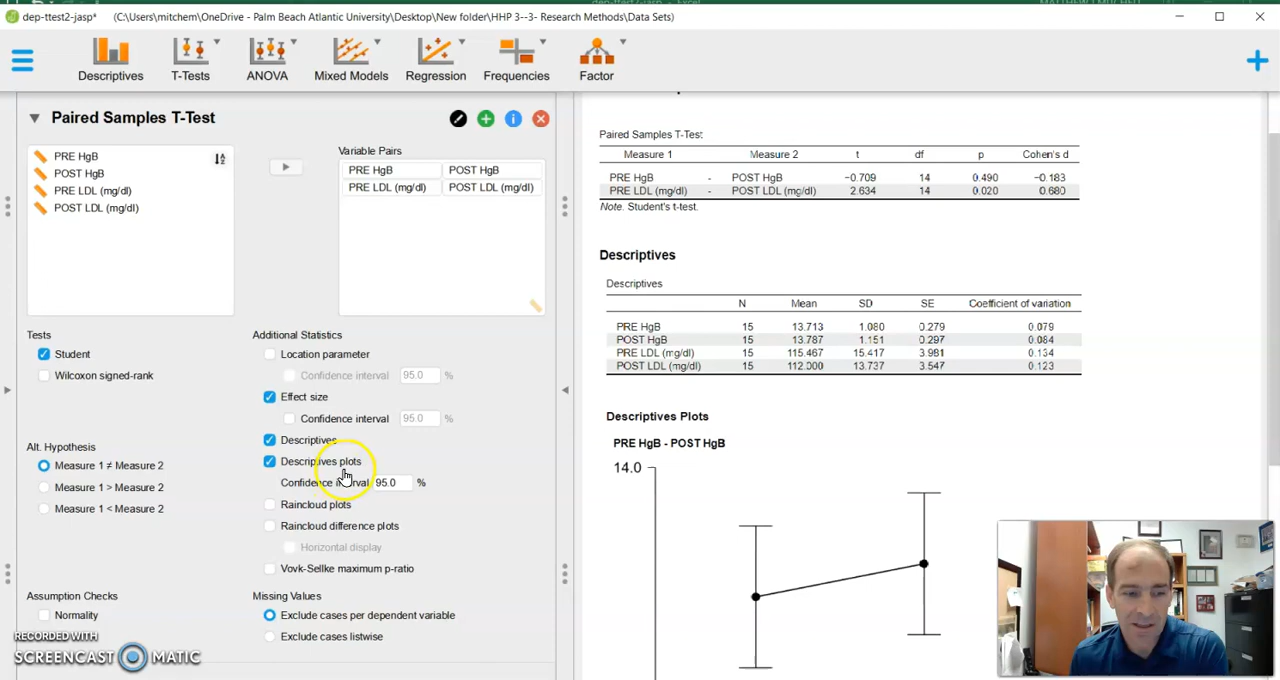 dep-ttest2-jasp* (C:\Users\mitchem\OneDrive - Palm Beach Atlantic University\Desktop\New folder\HHP 3--3- Research Methods\Data Sets)
Descriptives T-Tests ANOVA Mixed Models Regression Frequencies Factor
Paired Samples T-Test
PRE HgB
POST HgB
PRE LDL (mg/dl)
POST LDL (mg/dl)
Variable Pairs
PRE HgB POST HgB
PRE LDL (mg/dl) POST LDL (mg/dl)
Tests
Student
Wilcoxon signed-rank
Alt. Hypothesis
Measure 1 ≠ Measure 2
Measure 1 > Measure 2
Measure 1 < Measure 2
Assumption Checks
Normality
Additional Statistics
Location parameter
Confidence interval 95.0 %
Effect size
Confidence interval 95.0 %
Descriptives
Descriptives plots
Confidence interval 95.0 %
Raincloud plots
Raincloud difference plots
Horizontal display
Vovk-Sellke maximum p-ratio
Missing Values
Exclude cases per dependent variable
Exclude cases listwise
Paired Samples T-Test
Measure 1 Measure 2 t df p Cohen's d
PRE HgB - POST HgB −0.709 14 0.490 −0.183
PRE LDL (mg/dl) - POST LDL (mg/dl) 2.634 14 0.020 0.680
Note. Student's t-test.
Descriptives
Descriptives
N Mean SD SE Coefficient of variation
PRE HgB 15 13.713 1.080 0.279 0.079
POST HgB 15 13.787 1.151 0.297 0.084
PRE LDL (mg/dl) 15 115.467 15.417 3.981 0.134
POST LDL (mg/dl) 15 112.000 13.737 3.547 0.123
Descriptives Plots
PRE HgB - POST HgB
14.0
RECORDED WITH
SCREENCAST MATIC